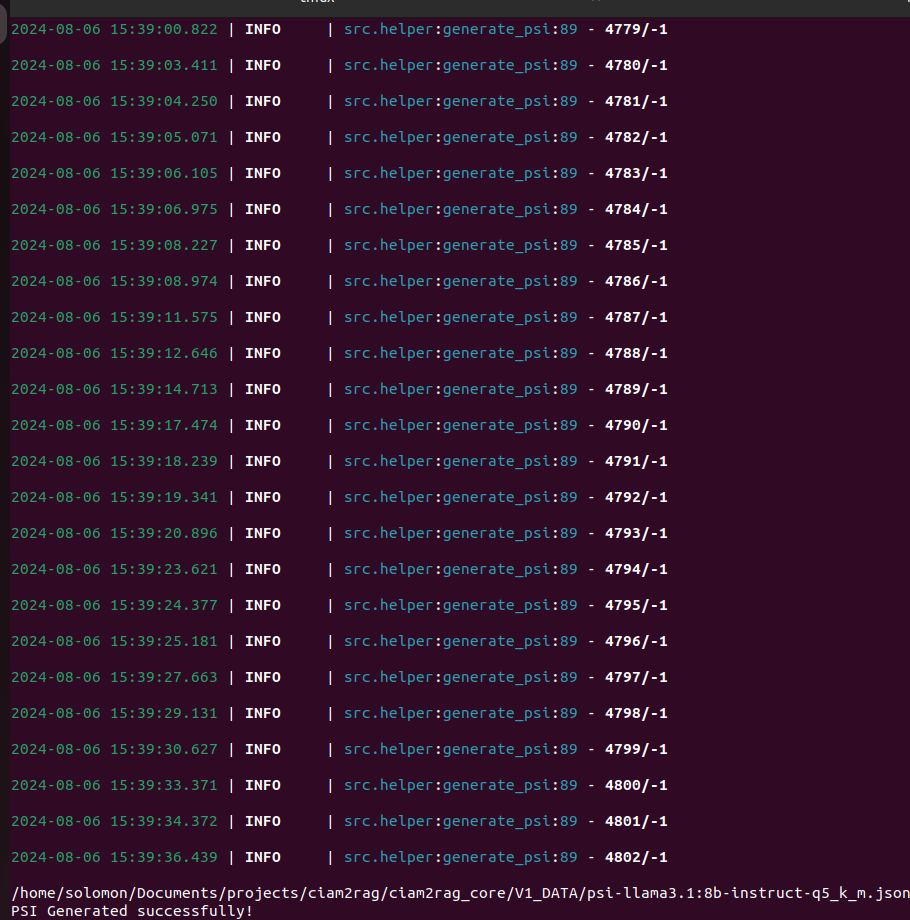 2024-08-06 15:39:00.822 | INFO     | src.helper:generate_psi:89 - 4779/-1
2024-08-06 15:39:03.411 | INFO     | src.helper:generate_psi:89 - 4780/-1
2024-08-06 15:39:04.250 | INFO     | src.helper:generate_psi:89 - 4781/-1
2024-08-06 15:39:05.071 | INFO     | src.helper:generate_psi:89 - 4782/-1
2024-08-06 15:39:06.105 | INFO     | src.helper:generate_psi:89 - 4783/-1
2024-08-06 15:39:06.975 | INFO     | src.helper:generate_psi:89 - 4784/-1
2024-08-06 15:39:08.227 | INFO     | src.helper:generate_psi:89 - 4785/-1
2024-08-06 15:39:08.974 | INFO     | src.helper:generate_psi:89 - 4786/-1
2024-08-06 15:39:11.575 | INFO     | src.helper:generate_psi:89 - 4787/-1
2024-08-06 15:39:12.646 | INFO     | src.helper:generate_psi:89 - 4788/-1
2024-08-06 15:39:14.713 | INFO     | src.helper:generate_psi:89 - 4789/-1
2024-08-06 15:39:17.474 | INFO     | src.helper:generate_psi:89 - 4790/-1
2024-08-06 15:39:18.239 | INFO     | src.helper:generate_psi:89 - 4791/-1
2024-08-06 15:39:19.341 | INFO     | src.helper:generate_psi:89 - 4792/-1
2024-08-06 15:39:20.896 | INFO     | src.helper:generate_psi:89 - 4793/-1
2024-08-06 15:39:23.621 | INFO     | src.helper:generate_psi:89 - 4794/-1
2024-08-06 15:39:24.377 | INFO     | src.helper:generate_psi:89 - 4795/-1
2024-08-06 15:39:25.181 | INFO     | src.helper:generate_psi:89 - 4796/-1
2024-08-06 15:39:27.663 | INFO     | src.helper:generate_psi:89 - 4797/-1
2024-08-06 15:39:29.131 | INFO     | src.helper:generate_psi:89 - 4798/-1
2024-08-06 15:39:30.627 | INFO     | src.helper:generate_psi:89 - 4799/-1
2024-08-06 15:39:33.371 | INFO     | src.helper:generate_psi:89 - 4800/-1
2024-08-06 15:39:34.372 | INFO     | src.helper:generate_psi:89 - 4801/-1
2024-08-06 15:39:36.439 | INFO     | src.helper:generate_psi:89 - 4802/-1
/home/solomon/Documents/projects/ciam2rag/ciam2rag_core/V1_DATA/psi-llama3.1:8b-instruct-q5_k_m.json
PSI Generated successfully!